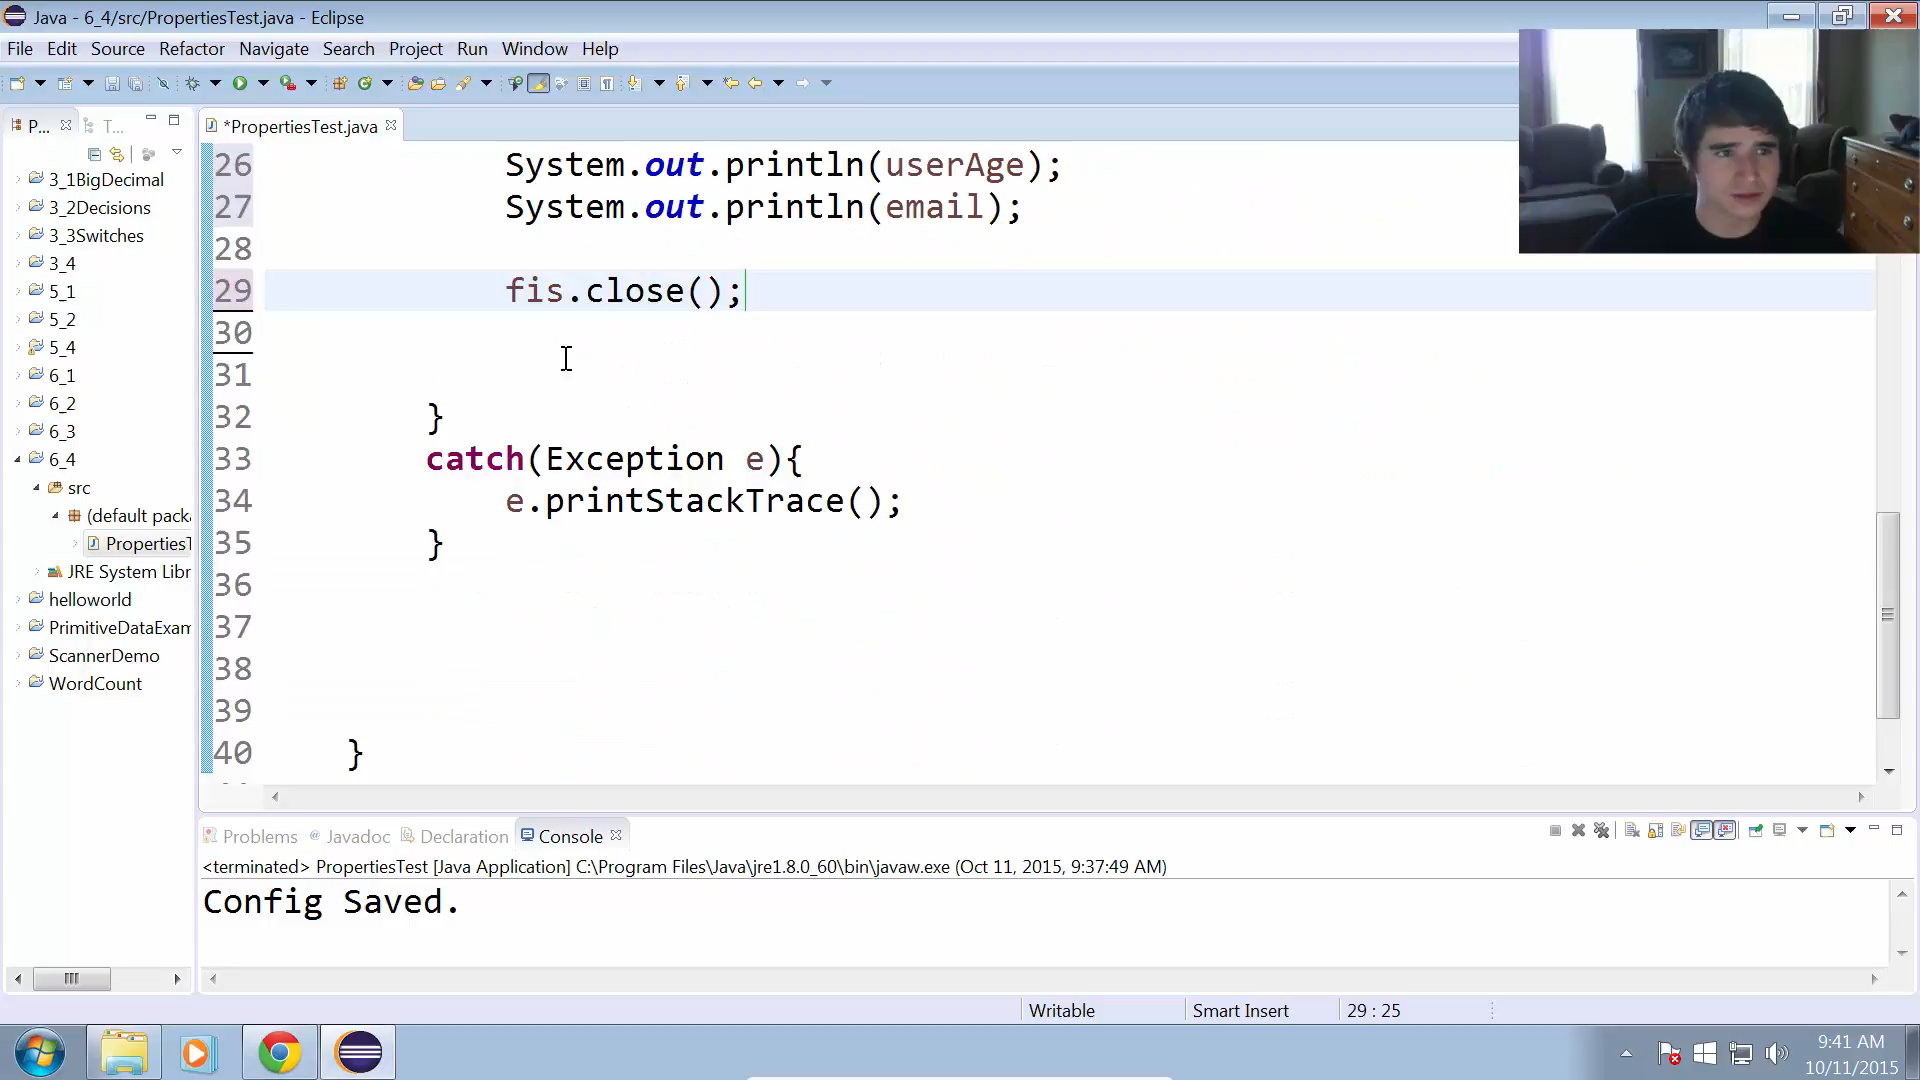 Java - 6_4/src/PropertiesTest.java - Eclipse
File Edit Source Refactor Navigate Search Project Run Window Help
P... T...
*PropertiesTest.java
3_1BigDecimal
3_2Decisions
3_3Switches
3_4
5_1
5_2
5_4
6_1
6_2
6_3
6_4
src
(default packa
PropertiesT
JRE System Libr
helloworld
PrimitiveDataExam
ScannerDemo
WordCount
26 System.out.println(userAge);
27 System.out.println(email);
28
29 fis.close();
30
31
32 }
33 catch(Exception e){
34 e.printStackTrace();
35 }
36
37
38
39
40 }
Problems @ Javadoc Declaration Console
<terminated> PropertiesTest [Java Application] C:\Program Files\Java\jre1.8.0_60\bin\javaw.exe (Oct 11, 2015, 9:37:49 AM)
Config Saved.
Writable Smart Insert 29 : 25
9:41 AM
10/11/2015